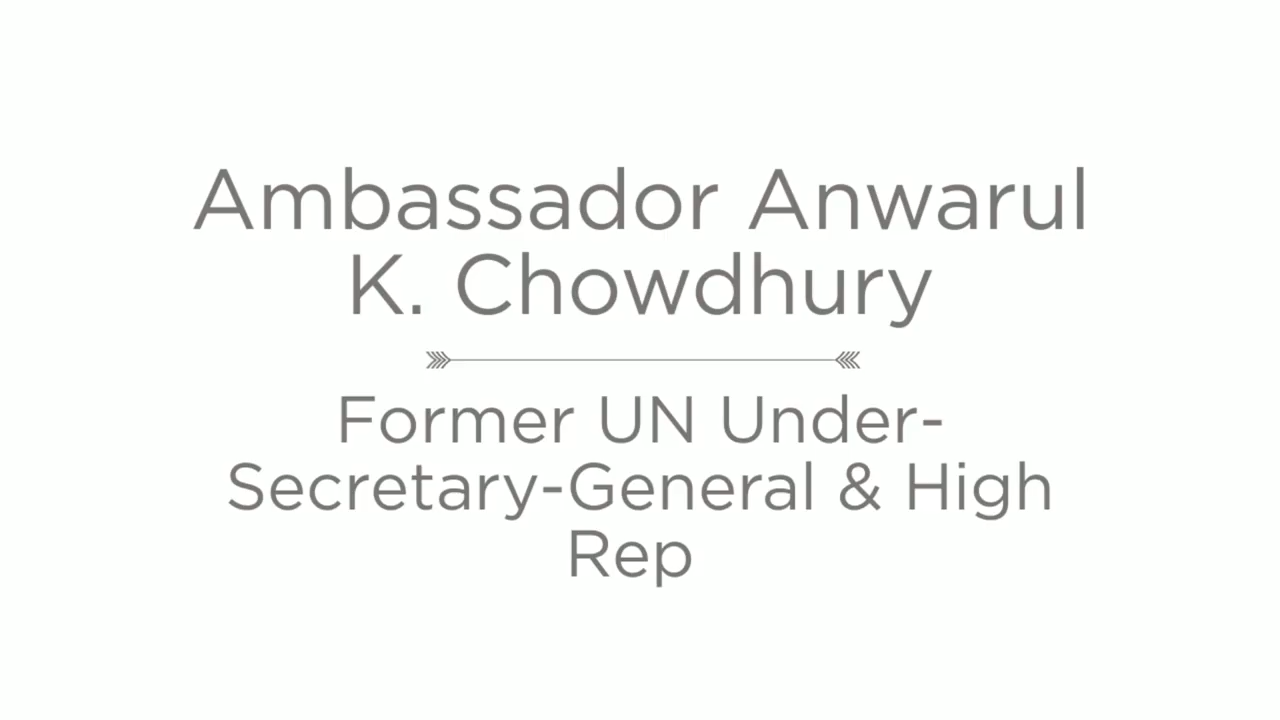 Ambassador Anwarul
K. Chowdhury
Former UN Under-
Secretary-General & High
Rep